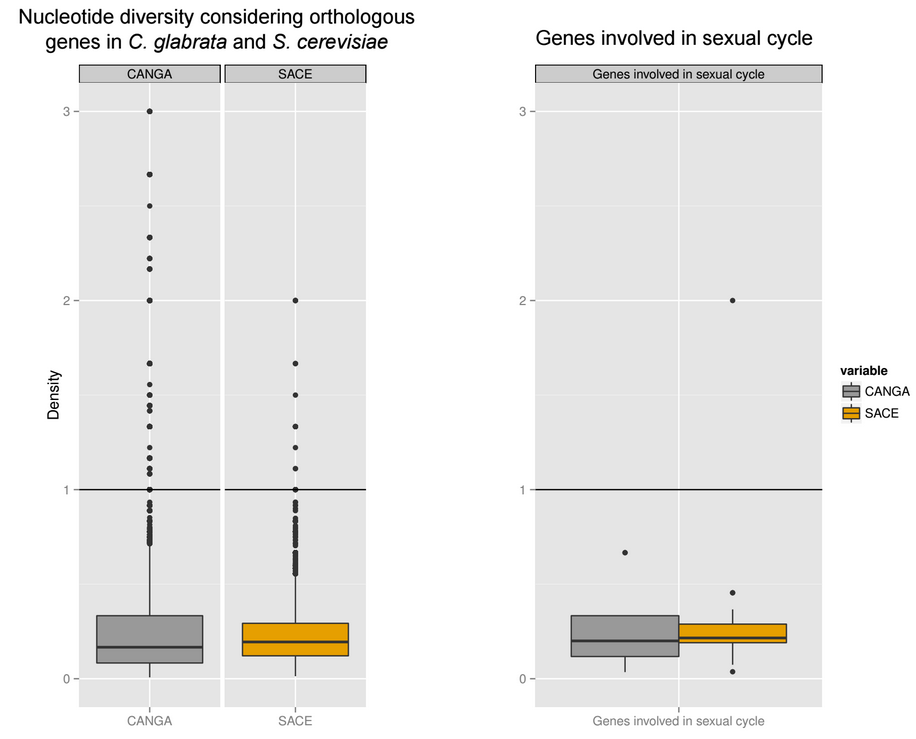 Nucleotide diversity considering orthologous
genes in C. glabrata and S. cerevisiae
CANGA
SACE
3
2
1
0
Density
CANGA
SACE
Genes involved in sexual cycle
Genes involved in sexual cycle
3
2
1
0
Genes involved in sexual cycle
variable
CANGA
SACE